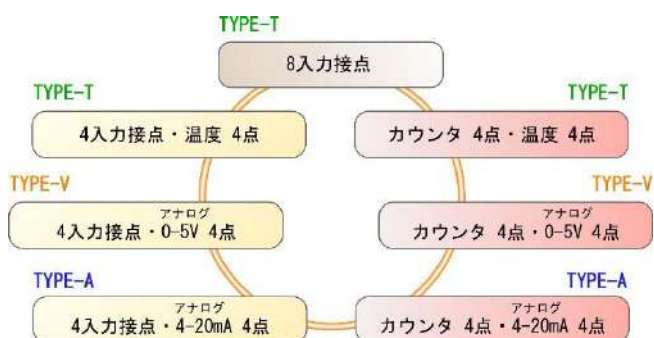 TYPE-T
8入力接点
TYPE-T
TYPE-T
4入力接点・温度 4点
カウンタ 4点・温度 4点
TYPE-V
TYPE-V
アナログ
4入力接点・0-5V 4点
アナログ
カウンタ 4点・0-5V 4点
TYPE-A
TYPE-A
アナログ
4入力接点・4-20mA 4点
アナログ
カウンタ 4点・4-20mA 4点